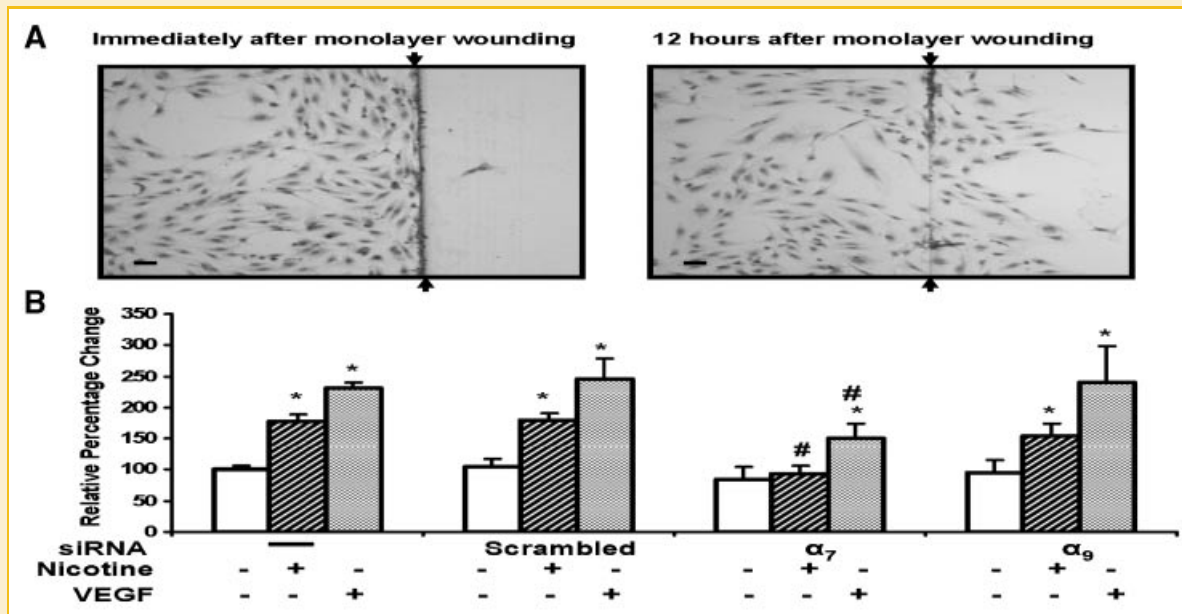 A
Immediately after monolayer wounding
12 hours after monolayer wounding
B
Relative Percentage Change
350
300
250
200
150
100
50
0
* * * * # # * * *
siRNA — Scrambled α7 α9
Nicotine - + - - + - - + - - + -
VEGF - - + - - + - - + - - +